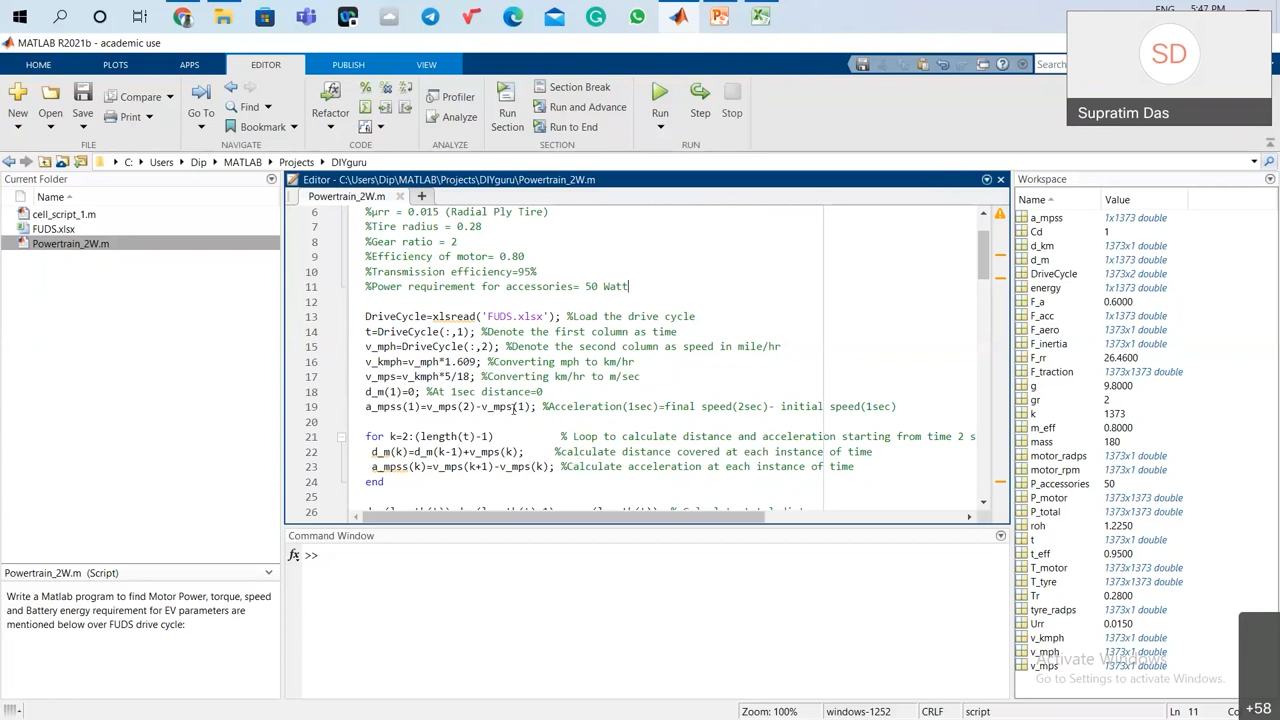 ENG
5:47 PM
MATLAB R2021b - academic use
HOME
PLOTS
APPS
EDITOR
PUBLISH
VIEW
Search
SD
Supratim Das
New
Open
Save
Compare
Print
Go To
Find
Bookmark
Refactor
Profiler
Analyze
Run Section
Section Break
Run and Advance
Run to End
Run
Step
Stop
FILE
NAVIGATE
CODE
ANALYZE
SECTION
RUN
C: Users Dip MATLAB Projects DIYguru
Current Folder
Name
cell_script_1.m
FUDS.xlsx
Powertrain_2W.m
Powertrain_2W.m (Script)
Write a Matlab program to find Motor Power, torque, speed
and Battery energy requirement for EV parameters are
mentioned below over FUDS drive cycle:
Editor - C:\Users\Dip\MATLAB\Projects\DIYguru\Powertrain_2W.m
Powertrain_2W.m
6 %μrr = 0.015 (Radial Ply Tire)
7 %Tire radius = 0.28
8 %Gear ratio = 2
9 %Efficiency of motor= 0.80
10 %Transmission efficiency=95%
11 %Power requirement for accessories= 50 Watt
12
13 DriveCycle=xlsread('FUDS.xlsx'); %Load the drive cycle
14 t=DriveCycle(:,1); %Denote the first column as time
15 v_mph=DriveCycle(:,2); %Denote the second column as speed in mile/hr
16 v_kmph=v_mph*1.609; %Converting mph to km/hr
17 v_mps=v_kmph*5/18; %Converting km/hr to m/sec
18 d_m(1)=0; %At 1sec distance=0
19 a_mpss(1)=v_mps(2)-v_mps(1); %Acceleration(1sec)=final speed(2sec)- initial speed(1sec)
20
21 for k=2:(length(t)-1) % Loop to calculate distance and acceleration starting from time 2 s
22 d_m(k)=d_m(k-1)+v_mps(k); %calculate distance covered at each instance of time
23 a_mpss(k)=v_mps(k+1)-v_mps(k); %Calculate acceleration at each instance of time
24 end
25
26
Command Window
fx >>
Workspace
Name Value
a_mpss 1x1373 double
Cd 1
d_km 1373x1 double
d_m 1x1373 double
DriveCycle 1373x2 double
energy 1x1373 double
F_a 0.6000
F_acc 1x1373 double
F_aero 1373x1 double
F_inertia 1x1373 double
F_rr 26.4600
F_traction 1373x1373 double
g 9.8000
gr 2
k 1373
m_eff 0.8000
mass 180
motor_radps 1373x1 double
motor_rpm 1373x1 double
P_accessories 50
P_motor 1373x1373 double
P_total 1373x1373 double
roh 1.2250
t 1373x1 double
t_eff 0.9500
T_motor 1373x1373 double
T_tyre 1373x1373 double
Tr 0.2800
tyre_radps 1373x1 double
Urr 0.0150
v_kmph 1373x1 double
v_mph 1373x1 double
v_mps 1373x1 double
Activate Windows
Go to Settings to activate Windows.
Zoom: 100%
windows-1252
CRLF
script
Ln 11
+58